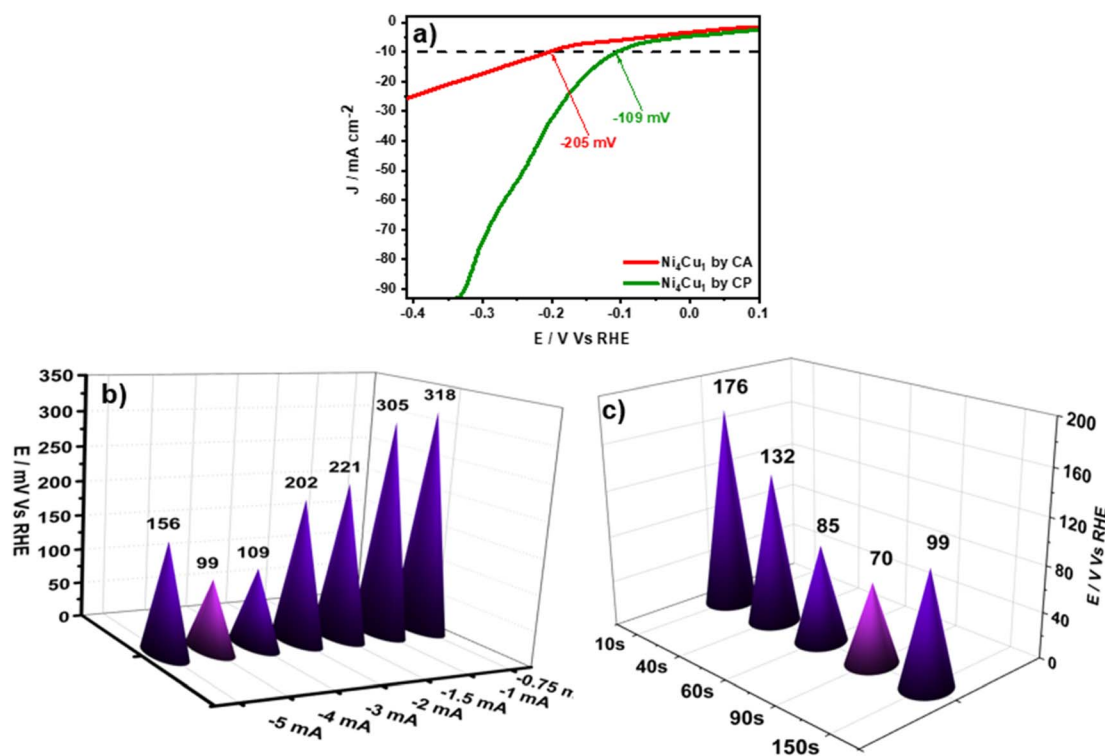 a)
0
-10
-20
-30
-40
-50
-60
-70
-80
-90
J / mA cm-2
-109 mV
-205 mV
Ni4Cu1 by CA
Ni4Cu1 by CP
-0.4 -0.3 -0.2 -0.1 0.0 0.1
E / V Vs RHE
b)
350
300
250
200
150
100
50
0
E / mV Vs RHE
156 99 109 202 221 305 318
-5 mA -4 mA -3 mA -2 mA -1.5 mA -1 mA -0.75 m
c)
176 132 85 70 99
10s 40s 60s 90s 150s
200
160
120
80
40
0
E / V Vs RHE